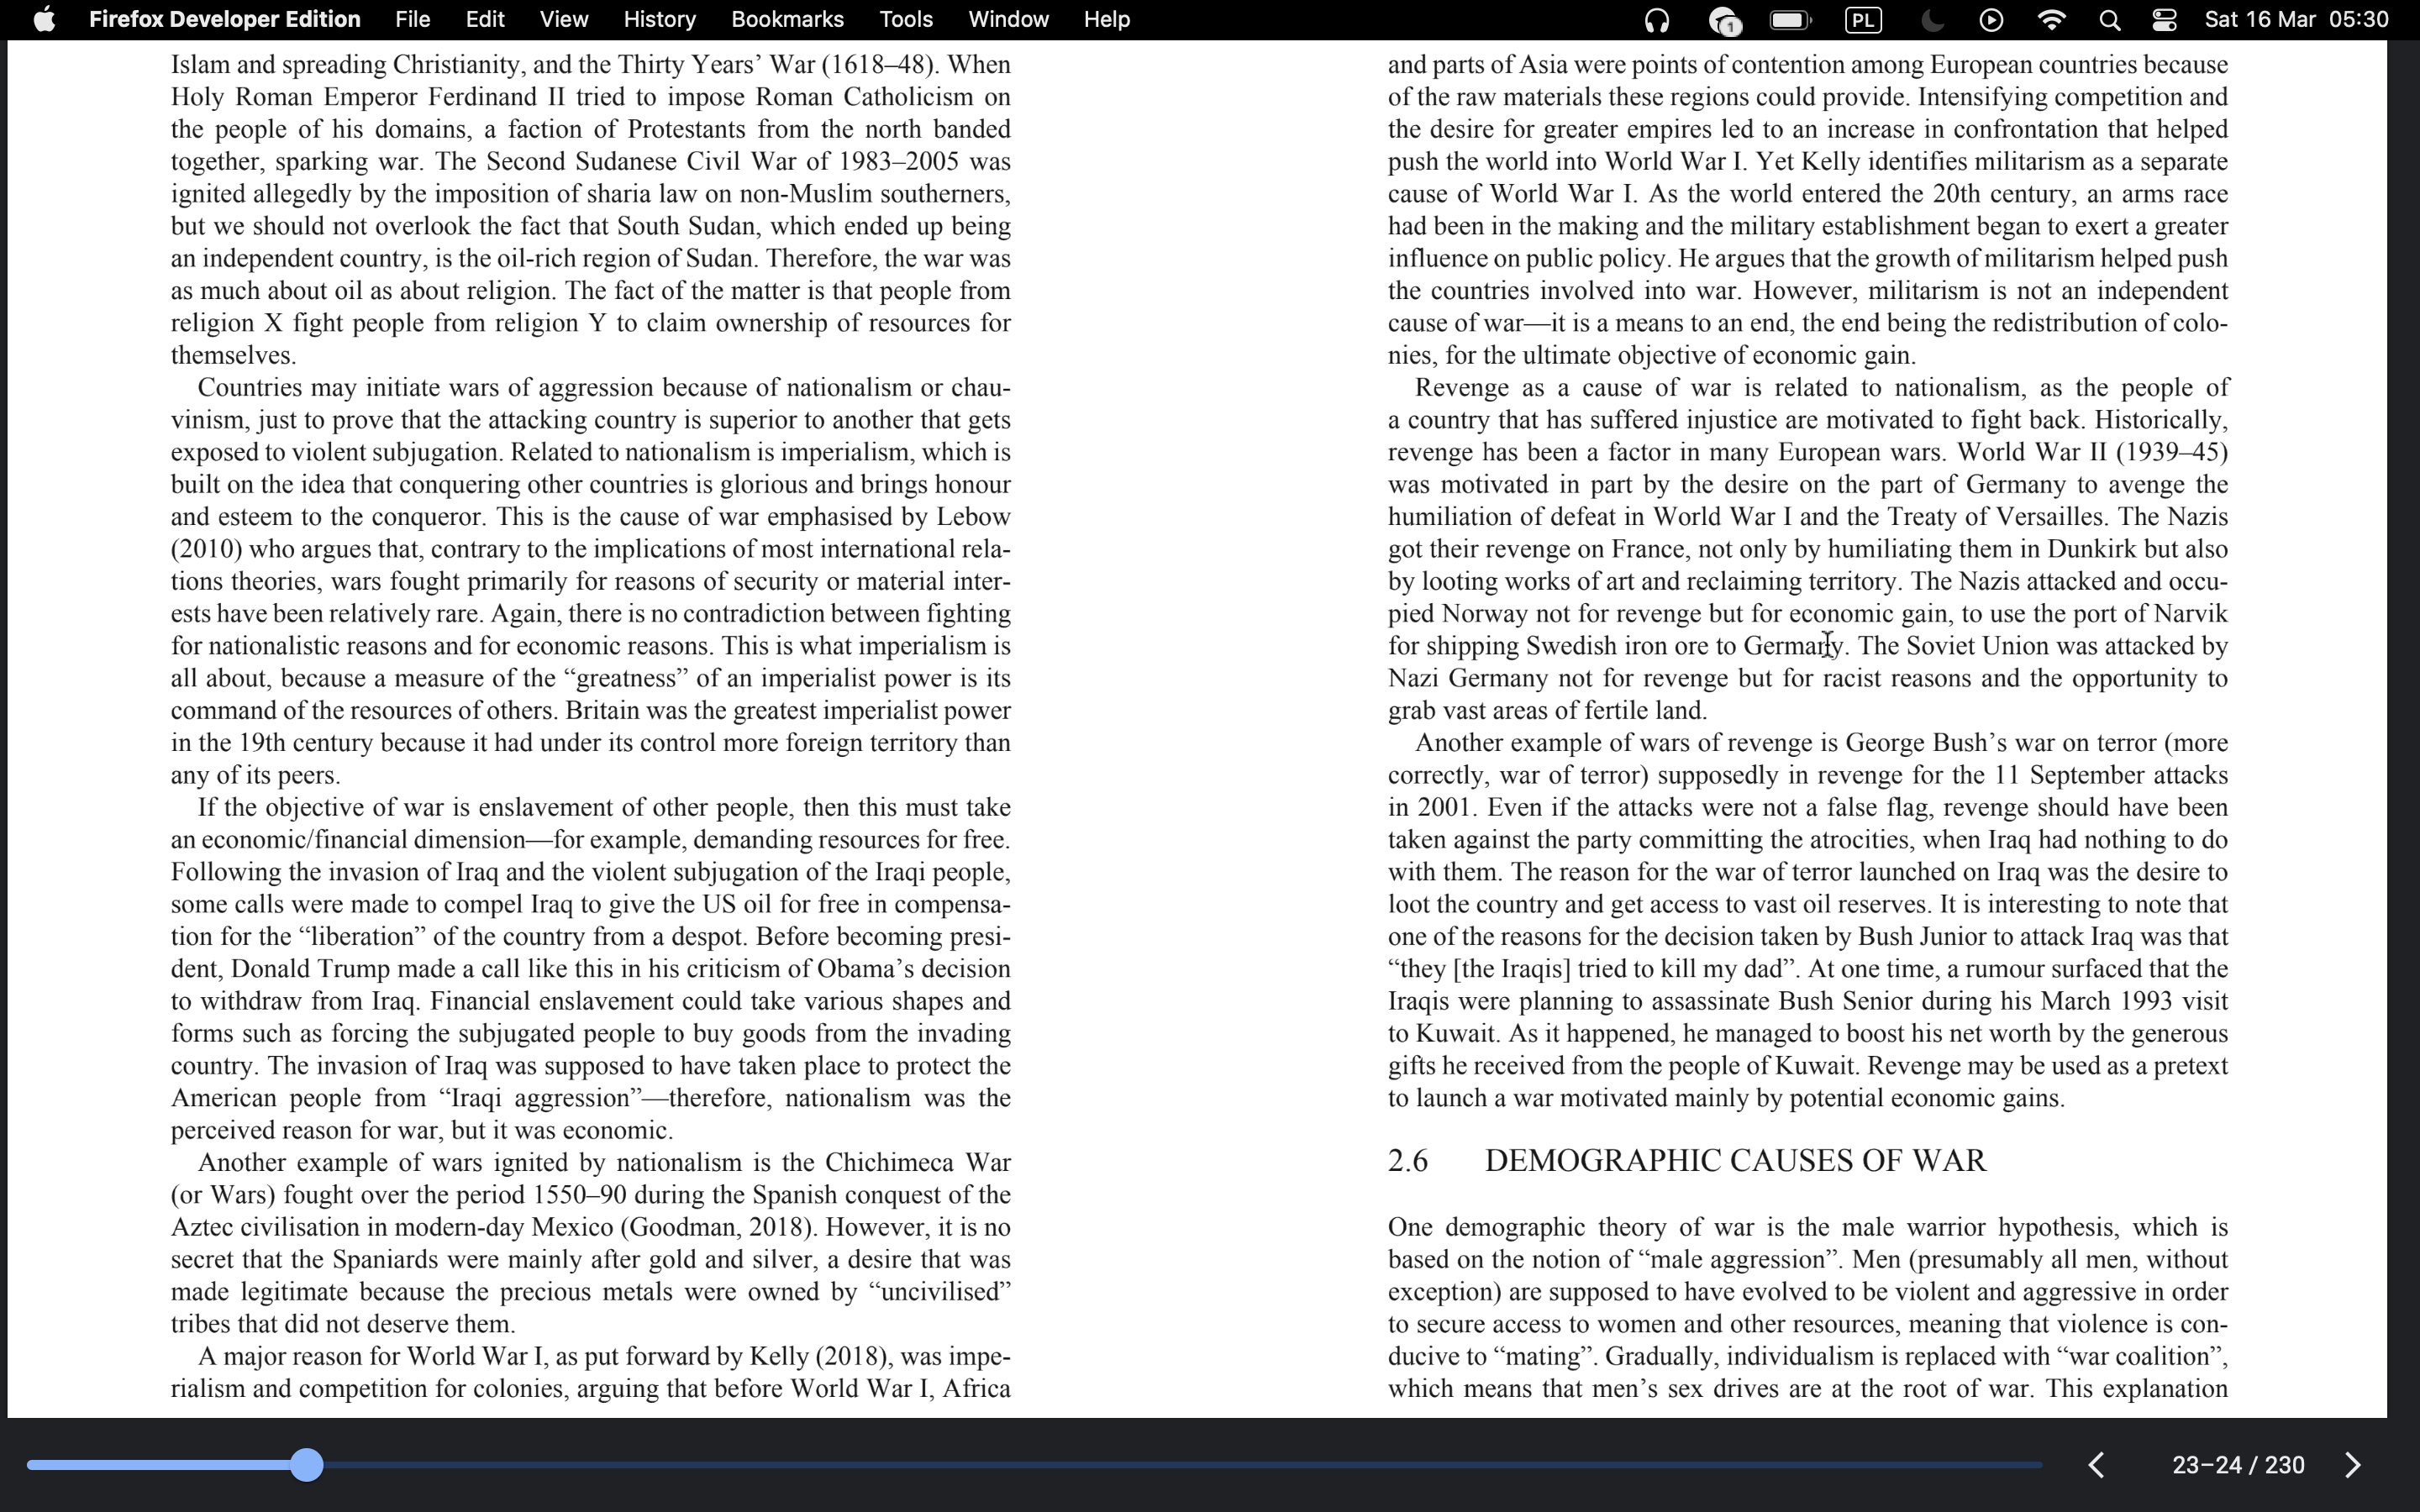 Firefox Developer Edition File Edit View History Bookmarks Tools Window Help 1 PL Sat 16 Mar 05:30
Islam and spreading Christianity, and the Thirty Years’ War (1618–48). When
Holy Roman Emperor Ferdinand II tried to impose Roman Catholicism on
the people of his domains, a faction of Protestants from the north banded
together, sparking war. The Second Sudanese Civil War of 1983–2005 was
ignited allegedly by the imposition of sharia law on non-Muslim southerners,
but we should not overlook the fact that South Sudan, which ended up being
an independent country, is the oil-rich region of Sudan. Therefore, the war was
as much about oil as about religion. The fact of the matter is that people from
religion X fight people from religion Y to claim ownership of resources for
themselves.
Countries may initiate wars of aggression because of nationalism or chau-
vinism, just to prove that the attacking country is superior to another that gets
exposed to violent subjugation. Related to nationalism is imperialism, which is
built on the idea that conquering other countries is glorious and brings honour
and esteem to the conqueror. This is the cause of war emphasised by Lebow
(2010) who argues that, contrary to the implications of most international rela-
tions theories, wars fought primarily for reasons of security or material inter-
ests have been relatively rare. Again, there is no contradiction between fighting
for nationalistic reasons and for economic reasons. This is what imperialism is
all about, because a measure of the “greatness” of an imperialist power is its
command of the resources of others. Britain was the greatest imperialist power
in the 19th century because it had under its control more foreign territory than
any of its peers.
If the objective of war is enslavement of other people, then this must take
an economic/financial dimension—for example, demanding resources for free.
Following the invasion of Iraq and the violent subjugation of the Iraqi people,
some calls were made to compel Iraq to give the US oil for free in compensa-
tion for the “liberation” of the country from a despot. Before becoming presi-
dent, Donald Trump made a call like this in his criticism of Obama’s decision
to withdraw from Iraq. Financial enslavement could take various shapes and
forms such as forcing the subjugated people to buy goods from the invading
country. The invasion of Iraq was supposed to have taken place to protect the
American people from “Iraqi aggression”—therefore, nationalism was the
perceived reason for war, but it was economic.
Another example of wars ignited by nationalism is the Chichimeca War
(or Wars) fought over the period 1550–90 during the Spanish conquest of the
Aztec civilisation in modern-day Mexico (Goodman, 2018). However, it is no
secret that the Spaniards were mainly after gold and silver, a desire that was
made legitimate because the precious metals were owned by “uncivilised”
tribes that did not deserve them.
A major reason for World War I, as put forward by Kelly (2018), was impe-
rialism and competition for colonies, arguing that before World War I, Africa
and parts of Asia were points of contention among European countries because
of the raw materials these regions could provide. Intensifying competition and
the desire for greater empires led to an increase in confrontation that helped
push the world into World War I. Yet Kelly identifies militarism as a separate
cause of World War I. As the world entered the 20th century, an arms race
had been in the making and the military establishment began to exert a greater
influence on public policy. He argues that the growth of militarism helped push
the countries involved into war. However, militarism is not an independent
cause of war—it is a means to an end, the end being the redistribution of colo-
nies, for the ultimate objective of economic gain.
Revenge as a cause of war is related to nationalism, as the people of
a country that has suffered injustice are motivated to fight back. Historically,
revenge has been a factor in many European wars. World War II (1939–45)
was motivated in part by the desire on the part of Germany to avenge the
humiliation of defeat in World War I and the Treaty of Versailles. The Nazis
got their revenge on France, not only by humiliating them in Dunkirk but also
by looting works of art and reclaiming territory. The Nazis attacked and occu-
pied Norway not for revenge but for economic gain, to use the port of Narvik
for shipping Swedish iron ore to Germany. The Soviet Union was attacked by
Nazi Germany not for revenge but for racist reasons and the opportunity to
grab vast areas of fertile land.
Another example of wars of revenge is George Bush’s war on terror (more
correctly, war of terror) supposedly in revenge for the 11 September attacks
in 2001. Even if the attacks were not a false flag, revenge should have been
taken against the party committing the atrocities, when Iraq had nothing to do
with them. The reason for the war of terror launched on Iraq was the desire to
loot the country and get access to vast oil reserves. It is interesting to note that
one of the reasons for the decision taken by Bush Junior to attack Iraq was that
“they [the Iraqis] tried to kill my dad”. At one time, a rumour surfaced that the
Iraqis were planning to assassinate Bush Senior during his March 1993 visit
to Kuwait. As it happened, he managed to boost his net worth by the generous
gifts he received from the people of Kuwait. Revenge may be used as a pretext
to launch a war motivated mainly by potential economic gains.
2.6 DEMOGRAPHIC CAUSES OF WAR
One demographic theory of war is the male warrior hypothesis, which is
based on the notion of “male aggression”. Men (presumably all men, without
exception) are supposed to have evolved to be violent and aggressive in order
to secure access to women and other resources, meaning that violence is con-
ducive to “mating”. Gradually, individualism is replaced with “war coalition”,
which means that men’s sex drives are at the root of war. This explanation
23–24 / 230